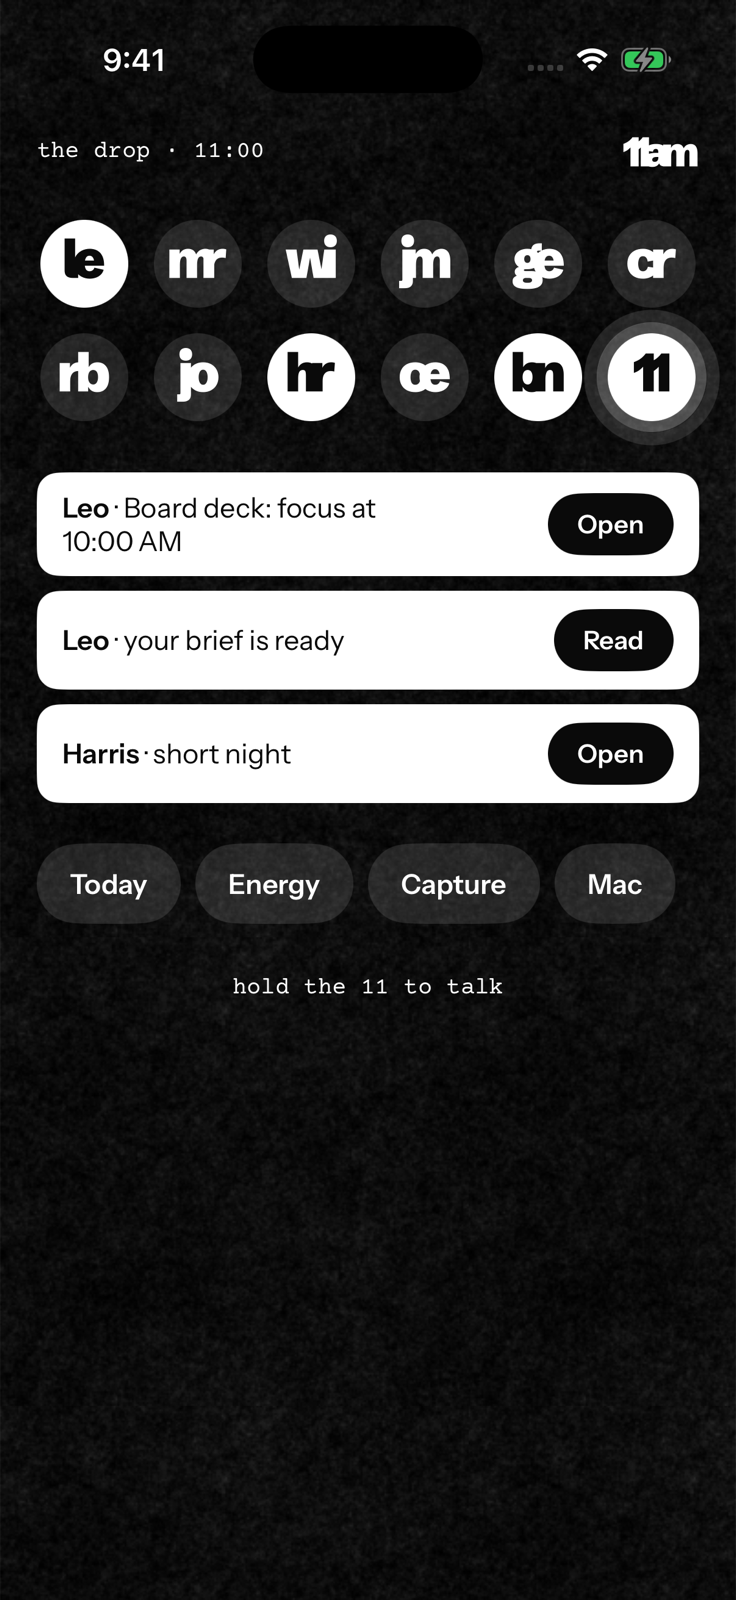 9:41
the drop · 11:00
11am
le mr wi jm ge cr
rb jo hr oe bn 11
Leo · Board deck: focus at
10:00 AM
Open
Leo · your brief is ready
Read
Harris · short night
Open
Today Energy Capture Mac
hold the 11 to talk